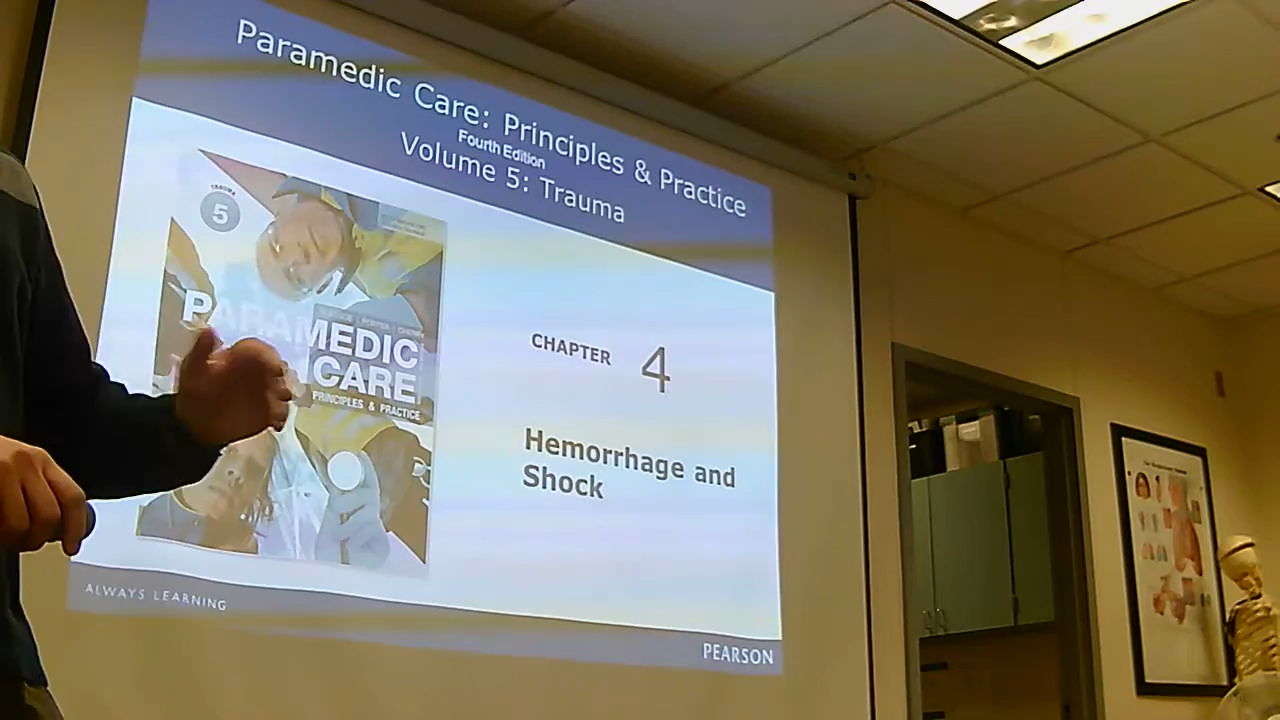 Paramedic Care: Principles & Practice
Fourth Edition
Volume 5: Trauma
TRAUMA
5
PARAMEDIC
CARE
PRINCIPLES & PRACTICE
CHAPTER 4
Hemorrhage and
Shock
ALWAYS LEARNING
PEARSON